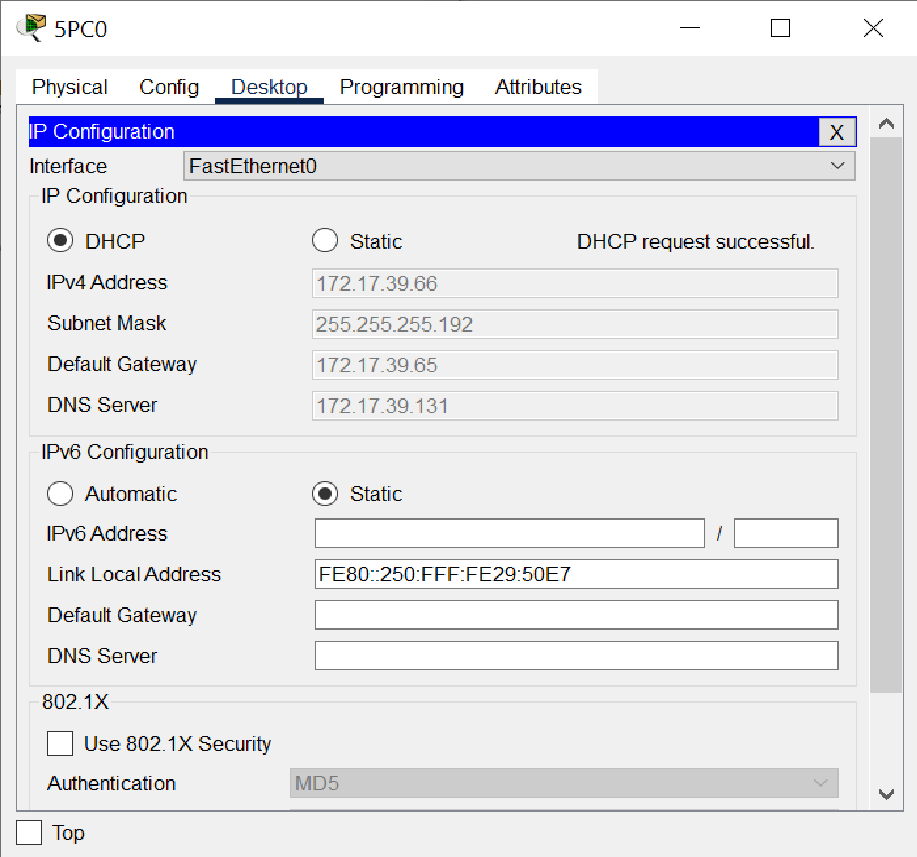 5PC0
Physical Config Desktop Programming Attributes
IP Configuration X
Interface FastEthernet0
IP Configuration
DHCP Static DHCP request successful.
IPv4 Address 172.17.39.66
Subnet Mask 255.255.255.192
Default Gateway 172.17.39.65
DNS Server 172.17.39.131
IPv6 Configuration
Automatic Static
IPv6 Address /
Link Local Address FE80::250:FFF:FE29:50E7
Default Gateway
DNS Server
802.1X
Use 802.1X Security
Authentication MD5
Top